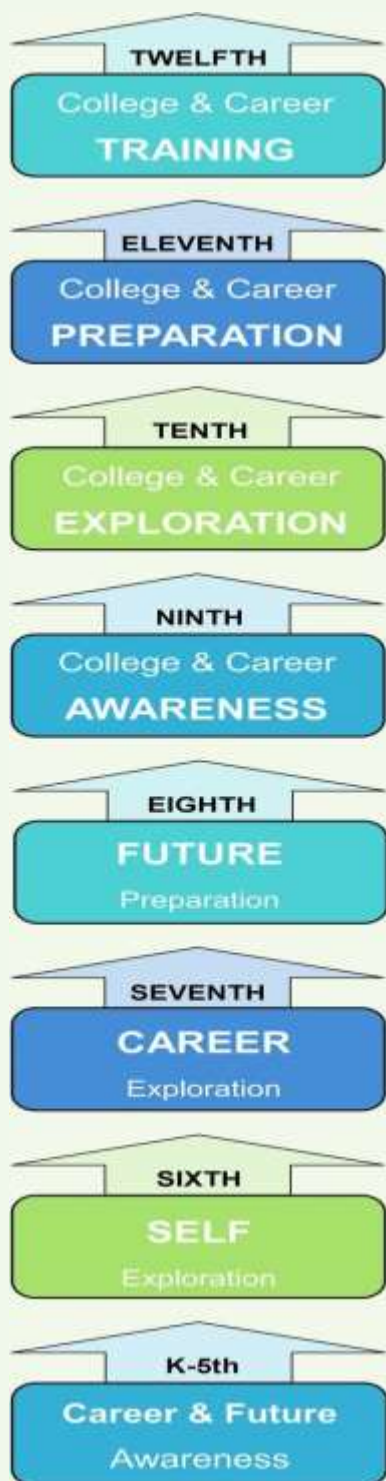 TWELFTH
College & Career
TRAINING
ELEVENTH
College & Career
PREPARATION
TENTH
College & Career
EXPLORATION
NINTH
College & Career
AWARENESS
EIGHTH
FUTURE
Preparation
SEVENTH
CAREER
Exploration
SIXTH
SELF
Exploration
K-5th
Career & Future
Awareness